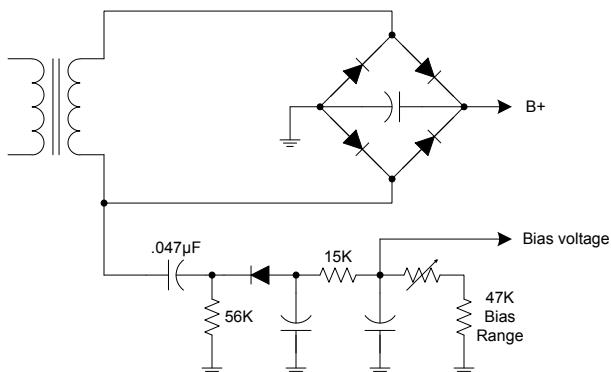 B+
.047µF
15K
Bias voltage
56K
47K
Bias
Range